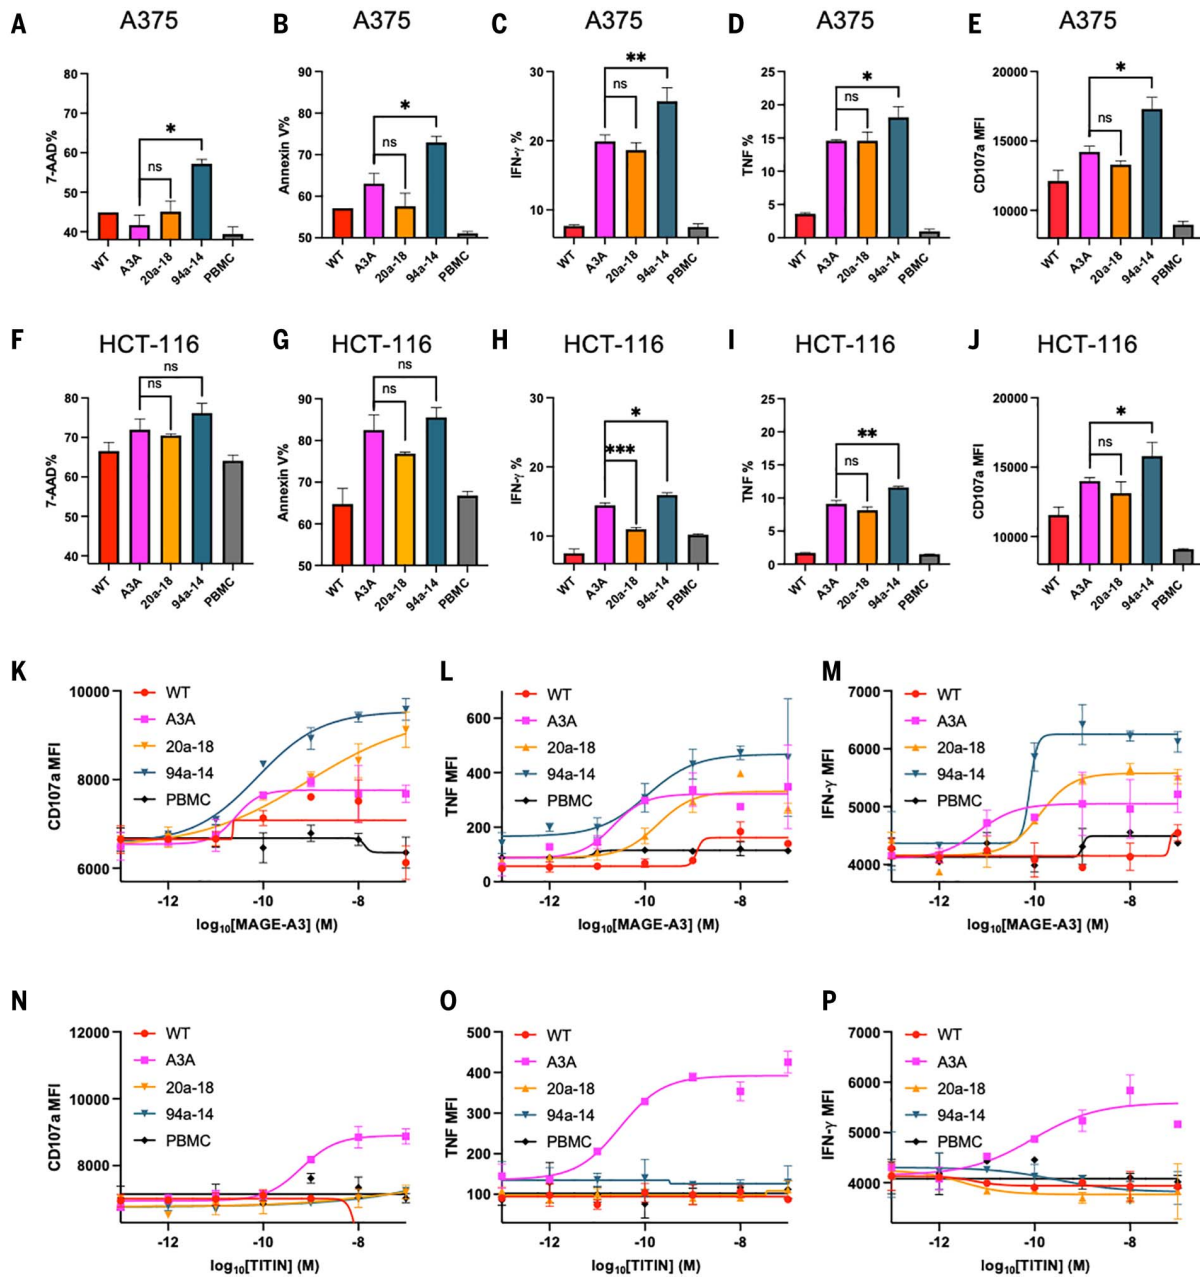 A
A375
80
70
60
50
40
7-AAD%
*
ns
WT
A3A
20a-18
94a-14
PBMC
B
A375
90
80
70
60
50
Annexin V%
*
ns
WT
A3A
20a-18
94a-14
PBMC
C
A375
30
20
10
IFN-γ %
**
ns
WT
A3A
20a-18
94a-14
PBMC
D
A375
25
20
15
10
5
0
TNF %
*
ns
WT
A3A
20a-18
94a-14
PBMC
E
A375
20000
15000
10000
CD107a MFI
*
ns
WT
A3A
20a-18
94a-14
PBMC
F
HCT-116
80
70
60
50
40
7-AAD%
ns
ns
WT
A3A
20a-18
94a-14
PBMC
G
HCT-116
90
80
70
60
50
Annexin V%
ns
ns
WT
A3A
20a-18
94a-14
PBMC
H
HCT-116
30
20
10
IFN-γ %
*
***
WT
A3A
20a-18
94a-14
PBMC
I
HCT-116
25
20
15
10
5
0
TNF %
**
ns
WT
A3A
20a-18
94a-14
PBMC
J
HCT-116
20000
15000
10000
CD107a MFI
*
ns
WT
A3A
20a-18
94a-14
PBMC
K
10000
8000
6000
CD107a MFI
WT
A3A
20a-18
94a-14
PBMC
-12
-10
-8
log10[MAGE-A3] (M)
L
600
400
200
0
TNF MFI
WT
A3A
20a-18
94a-14
PBMC
-12
-10
-8
log10[MAGE-A3] (M)
M
7000
6000
5000
4000
IFN-γ MFI
WT
A3A
20a-18
94a-14
PBMC
-12
-10
-8
log10[MAGE-A3] (M)
N
12000
10000
8000
CD107a MFI
WT
A3A
20a-18
94a-14
PBMC
-12
-10
-8
log10[TITIN] (M)
O
500
400
300
200
100
TNF MFI
WT
A3A
20a-18
94a-14
PBMC
-12
-10
-8
log10[TITIN] (M)
P
7000
6000
5000
4000
IFN-γ MFI
WT
A3A
20a-18
94a-14
PBMC
-12
-10
-8
log10[TITIN] (M)